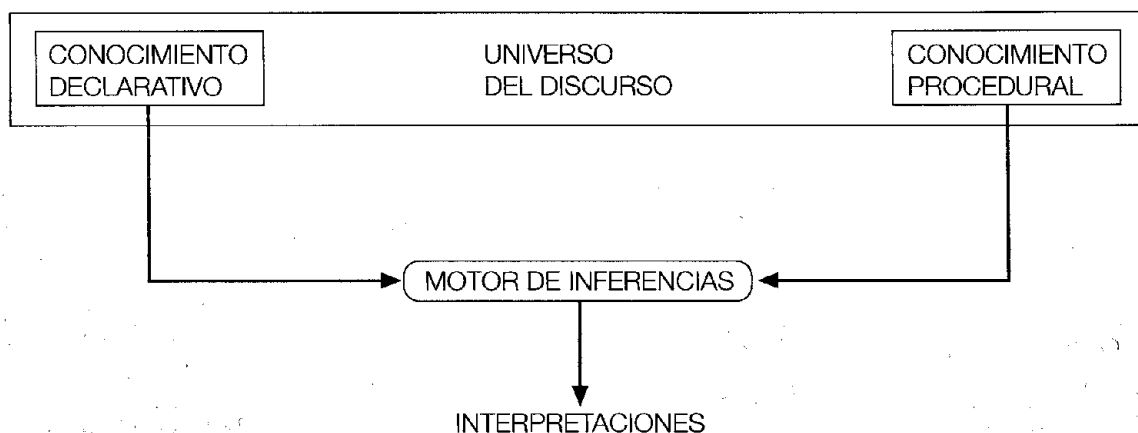 CONOCIMIENTO
DECLARATIVO
UNIVERSO
DEL DISCURSO
CONOCIMIENTO
PROCEDURAL
MOTOR DE INFERENCIAS
INTERPRETACIONES